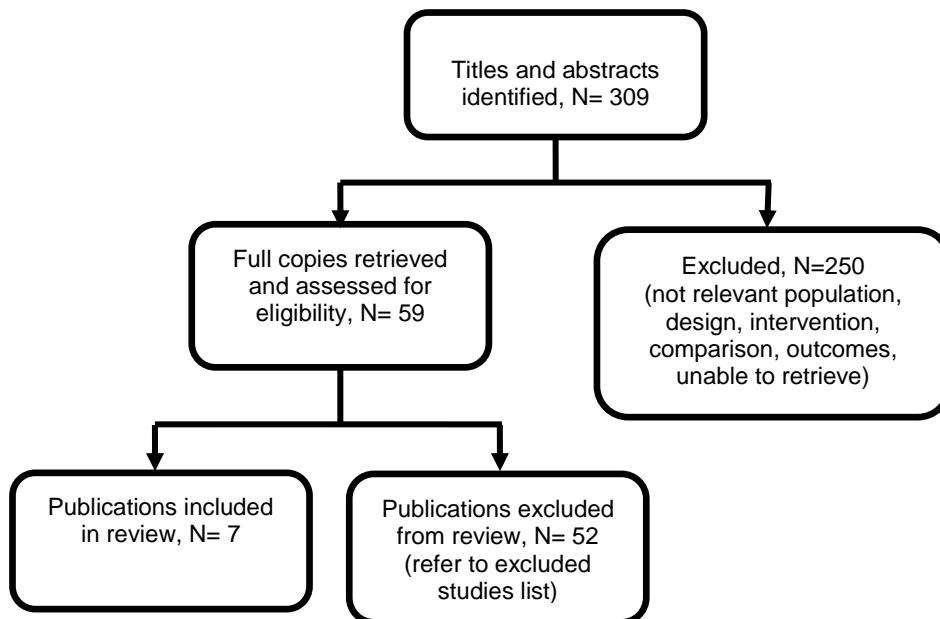 Titles and abstracts
identified, N= 309
Full copies retrieved
and assessed for
eligibility, N= 59
Excluded, N=250
(not relevant population,
design, intervention,
comparison, outcomes,
unable to retrieve)
Publications included
in review, N= 7
Publications excluded
from review, N= 52
(refer to excluded
studies list)